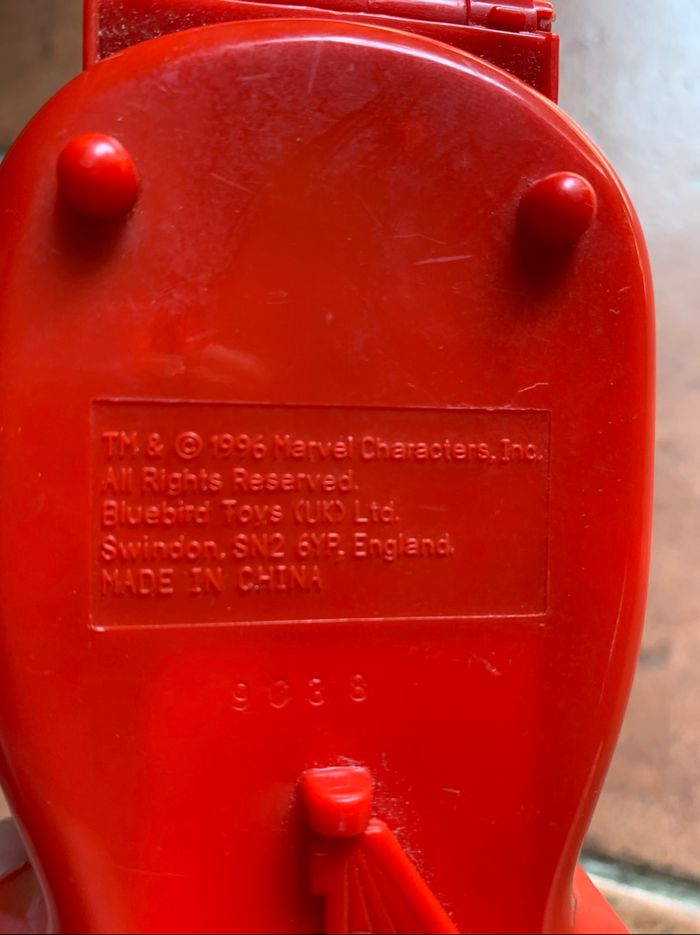 TM & © 1996 Marvel Characters, Inc.
All Rights Reserved.
Bluebird Toys (UK) Ltd.
Swindon, SN2 6YP, England.
MADE IN CHINA